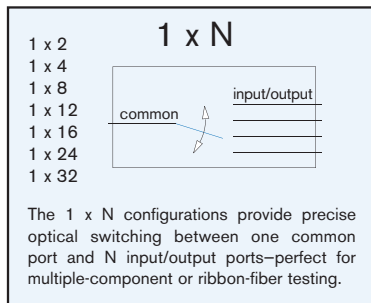 1 x N
1 x 2
1 x 4
1 x 8
1 x 12
1 x 16
1 x 24
1 x 32
input/output
common
The 1 x N configurations provide precise
optical switching between one common
port and N input/output ports–perfect for
multiple-component or ribbon-fiber testing.